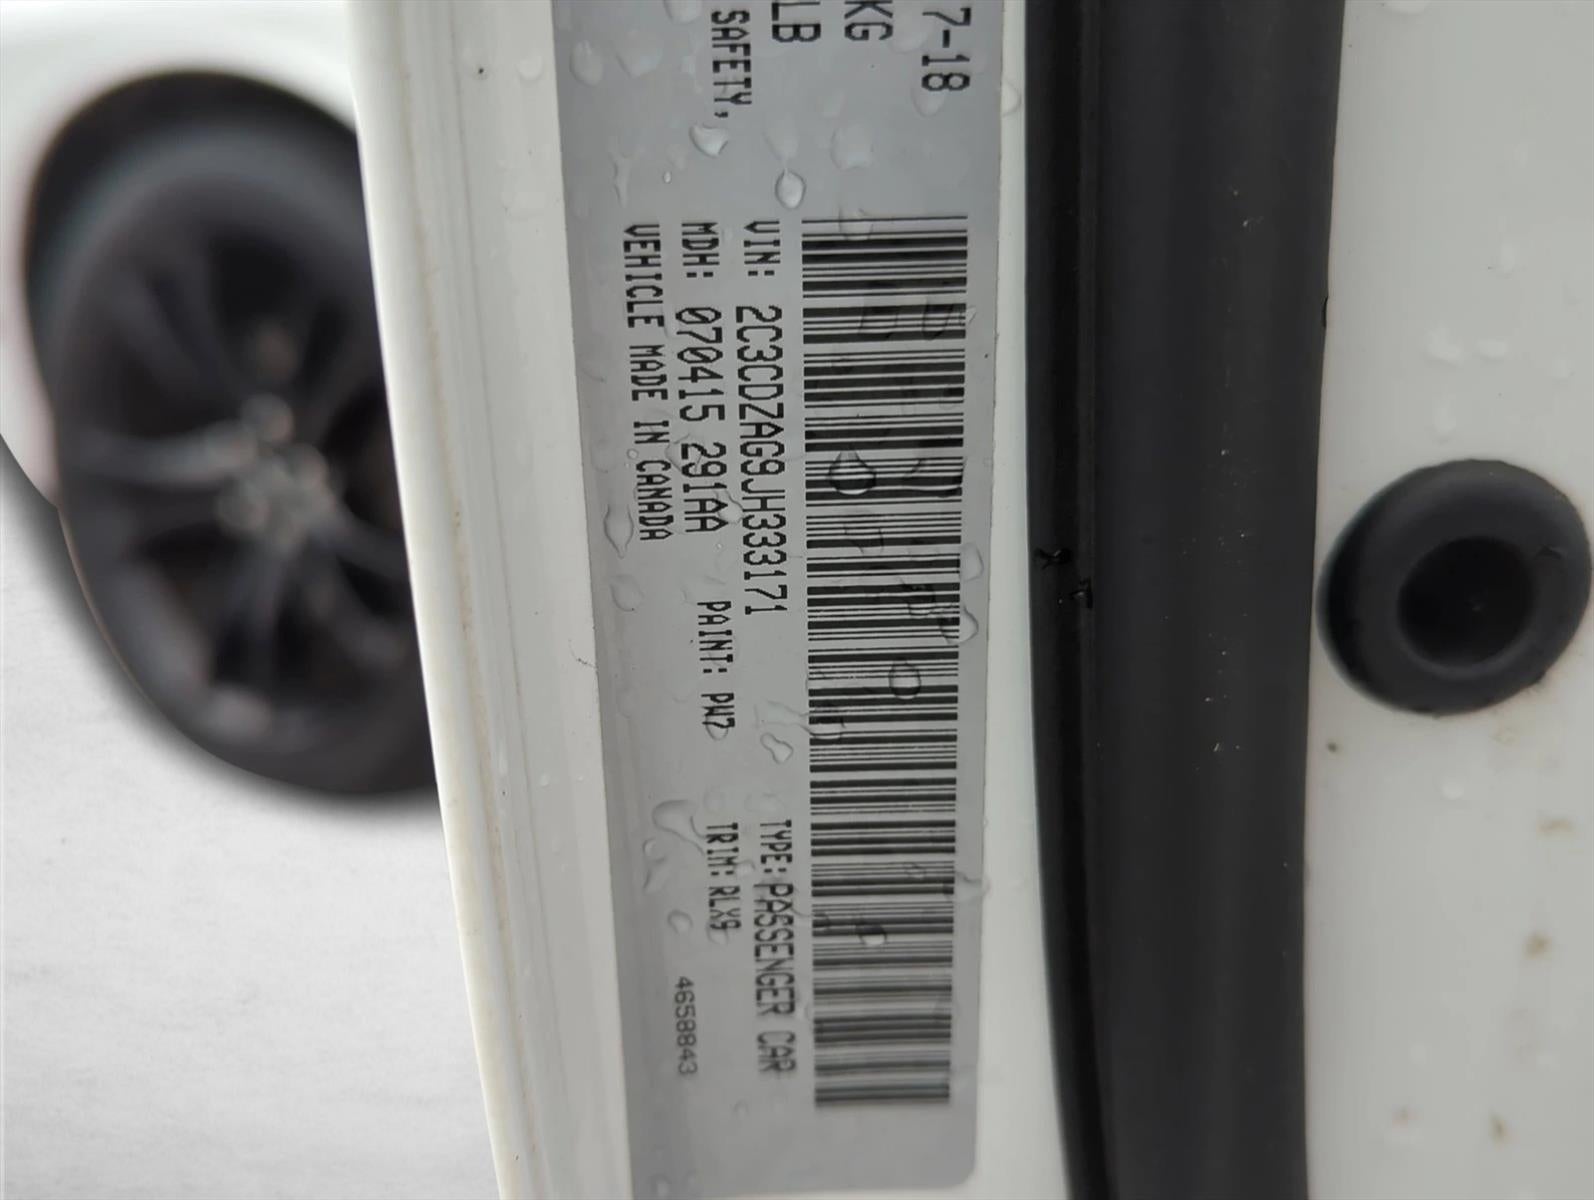 7-18
KG
LB
SAFETY,
VIN: 2C3CDZAG9JH333171 TYPE: PASSENGER CAR
MDH: 070415 291AA PAINT: PW7 TRIM: RLX9
VEHICLE MADE IN CANADA
4658843